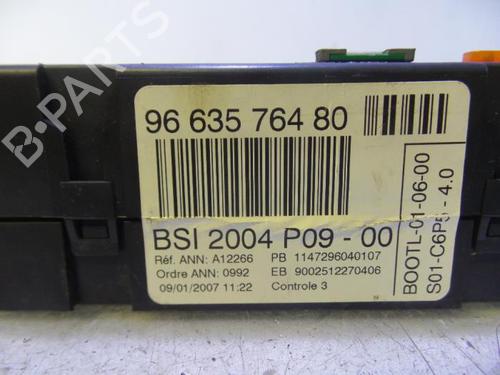 96 635 764 80
BSI 2004 P09 - 00
Réf. ANN: A12266 PB 1147296040107
Ordre ANN: 0992 EB 9002512270406
09/01/2007 11:22 Controle 3
BOOTL-01-06-00
S01-C6P5 - 4.0
B-PARTS